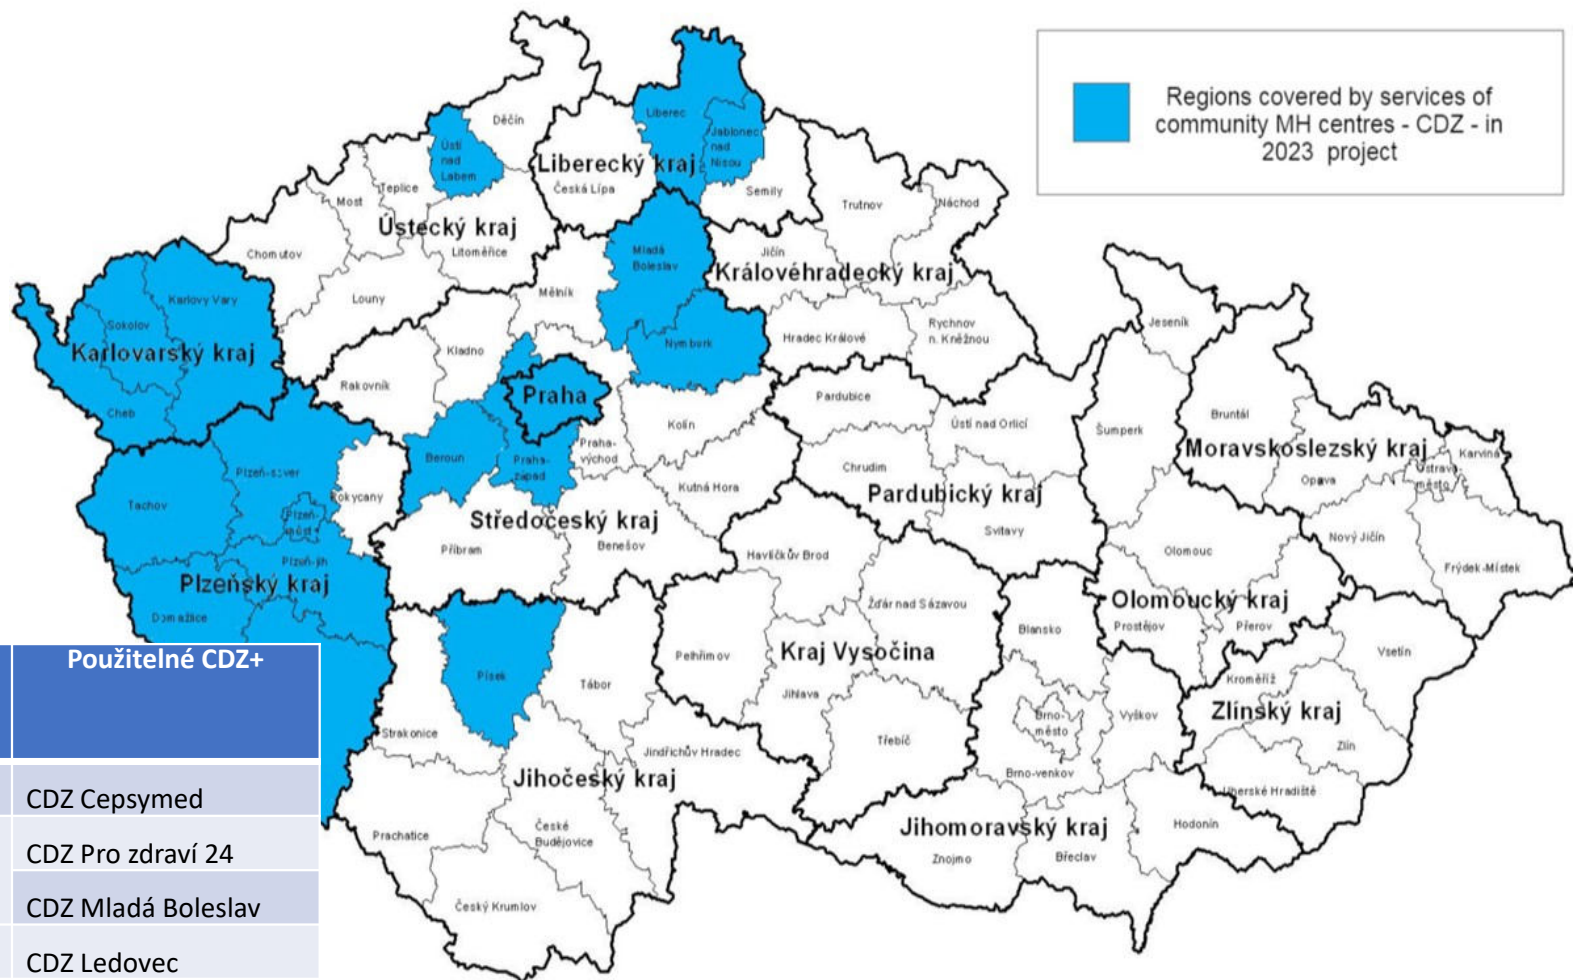 Regions covered by services of
community MH centres - CDZ - in
2023 project
Děčín
Ústí
nad
Labem
Liberec
Jablonec
nad
Nisou
Liberecký kraj
Česká Lípa
Semily
Trutnov
Náchod
Most
Teplice
Ústecký kraj
Litoměřice
Chomutov
Louny
Mělník
Mladá
Boleslav
Jičín
Královéhradecký kraj
Hradec Králové
Rychnov
n. Kněžnou
Nymburk
Karlovy Vary
Sokolov
Karlovarský kraj
Cheb
Rakovník
Kladno
Praha
Beroun
Praha-
západ
Praha-
východ
Kolín
Kutná Hora
Středočeský kraj
Příbram
Benešov
Pardubice
Ústí nad Orlicí
Chrudim
Pardubický kraj
Svitavy
Jeseník
Šumperk
Bruntál
Moravskoslezský kraj
Karviná
Ostrava-
město
Opava
Nový Jičín
Frýdek-Místek
Tachov
Plzeň-sever
Rokycany
Plzeň-
město
Plzeň-jih
Plzeňský kraj
Domažlice
Havlíčkův Brod
Žďár nad Sázavou
Kraj Vysočina
Pelhřimov
Jihlava
Třebíč
Olomouc
Olomoucký kraj
Prostějov
Přerov
Blansko
Vyškov
Brno-
město
Brno-venkov
Kroměříž
Vsetín
Zlínský kraj
Zlín
Uherské Hradiště
Hodonín
Jihomoravský kraj
Znojmo
Břeclav
Písek
Tábor
Strakonice
Jindřichův Hradec
Jihočeský kraj
Prachatice
České
Budějovice
Český Krumlov
Použitelné CDZ+
CDZ Cepsymed
CDZ Pro zdraví 24
CDZ Mladá Boleslav
CDZ Ledovec